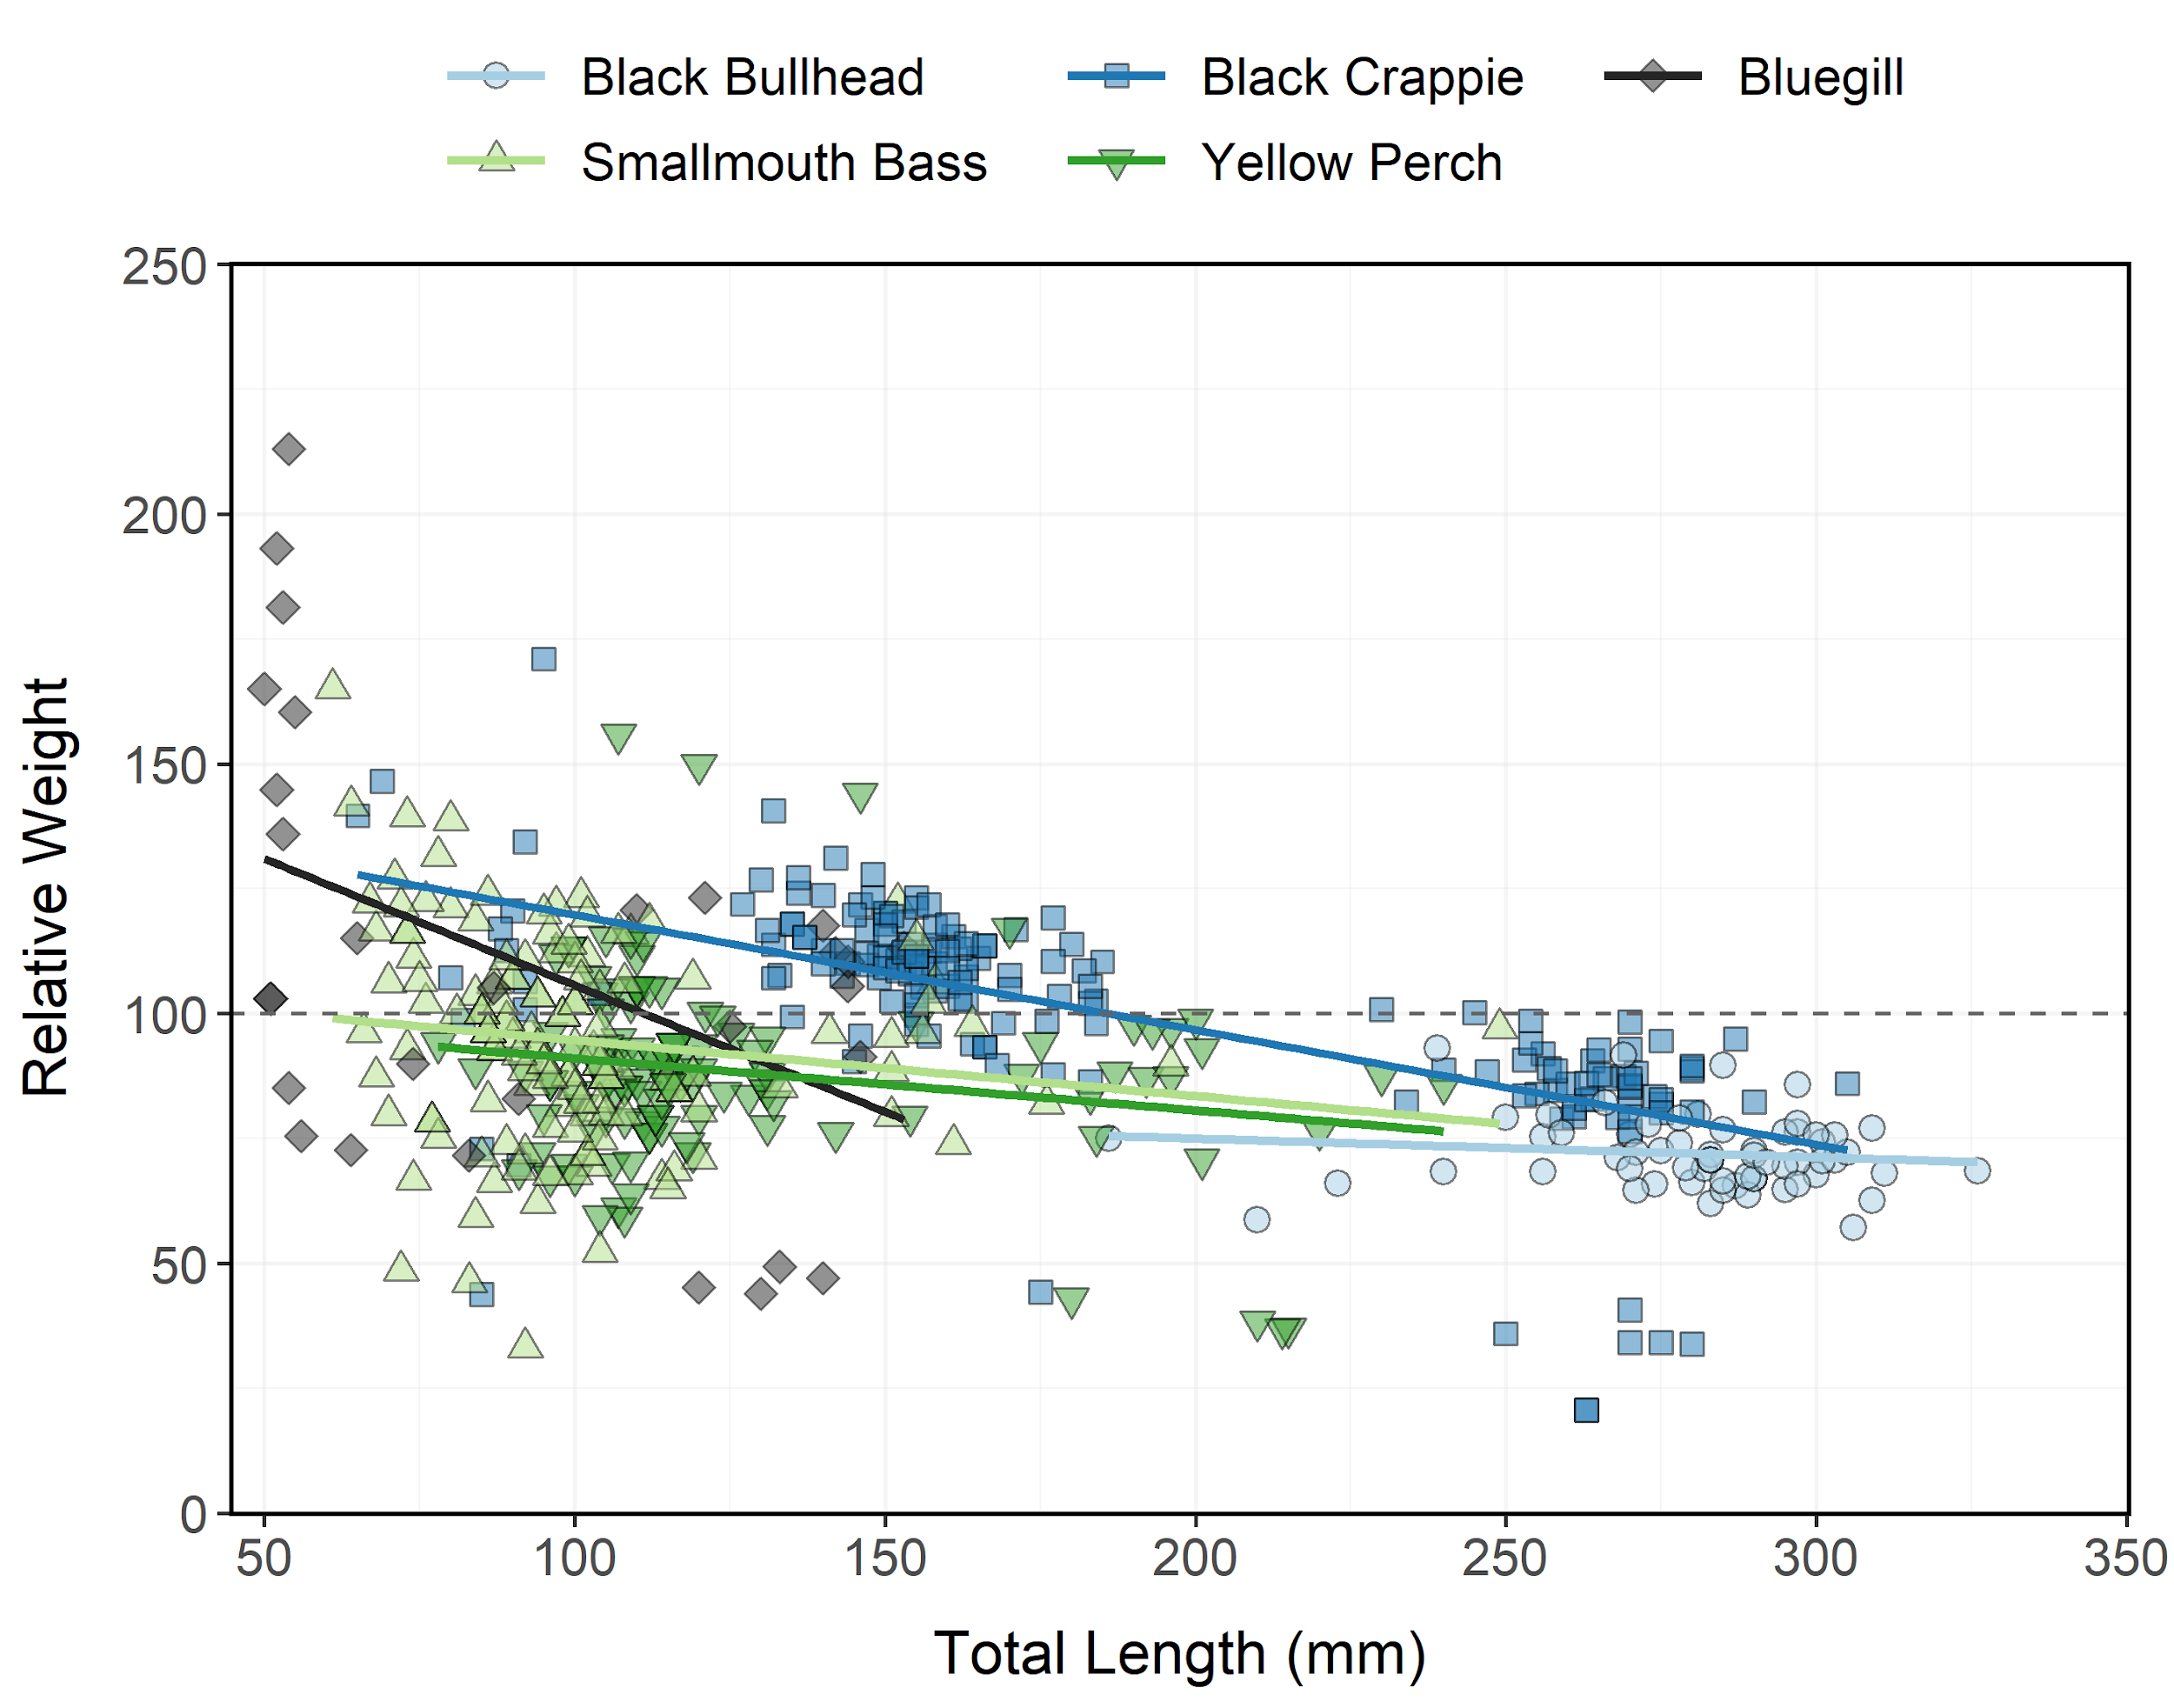 Black Bullhead
Black Crappie
Bluegill
Smallmouth Bass
Yellow Perch
250
200
150
100
50
0
Relative Weight
50
100
150
200
250
300
350
Total Length (mm)